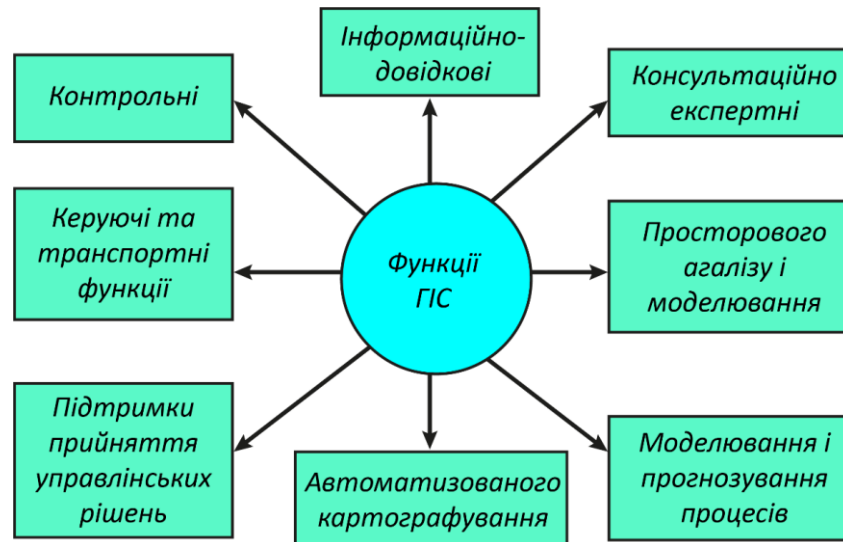 Інформаційно-
довідкові
Контрольні
Консультаційно
експертні
Керуючі та
транспортні
функції
Функції
ГІС
Просторового
агалізу і
моделювання
Підтримки
прийняття
управлінських
рішень
Автоматизованого
картографування
Моделювання і
прогнозування
процесів